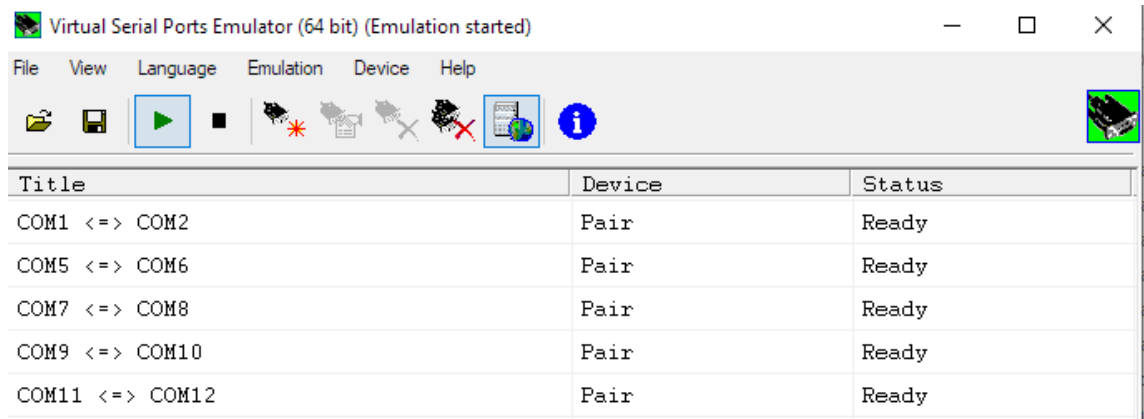 Virtual Serial Ports Emulator (64 bit) (Emulation started)
File View Language Emulation Device Help
Title Device Status
COM1 <=> COM2 Pair Ready
COM5 <=> COM6 Pair Ready
COM7 <=> COM8 Pair Ready
COM9 <=> COM10 Pair Ready
COM11 <=> COM12 Pair Ready